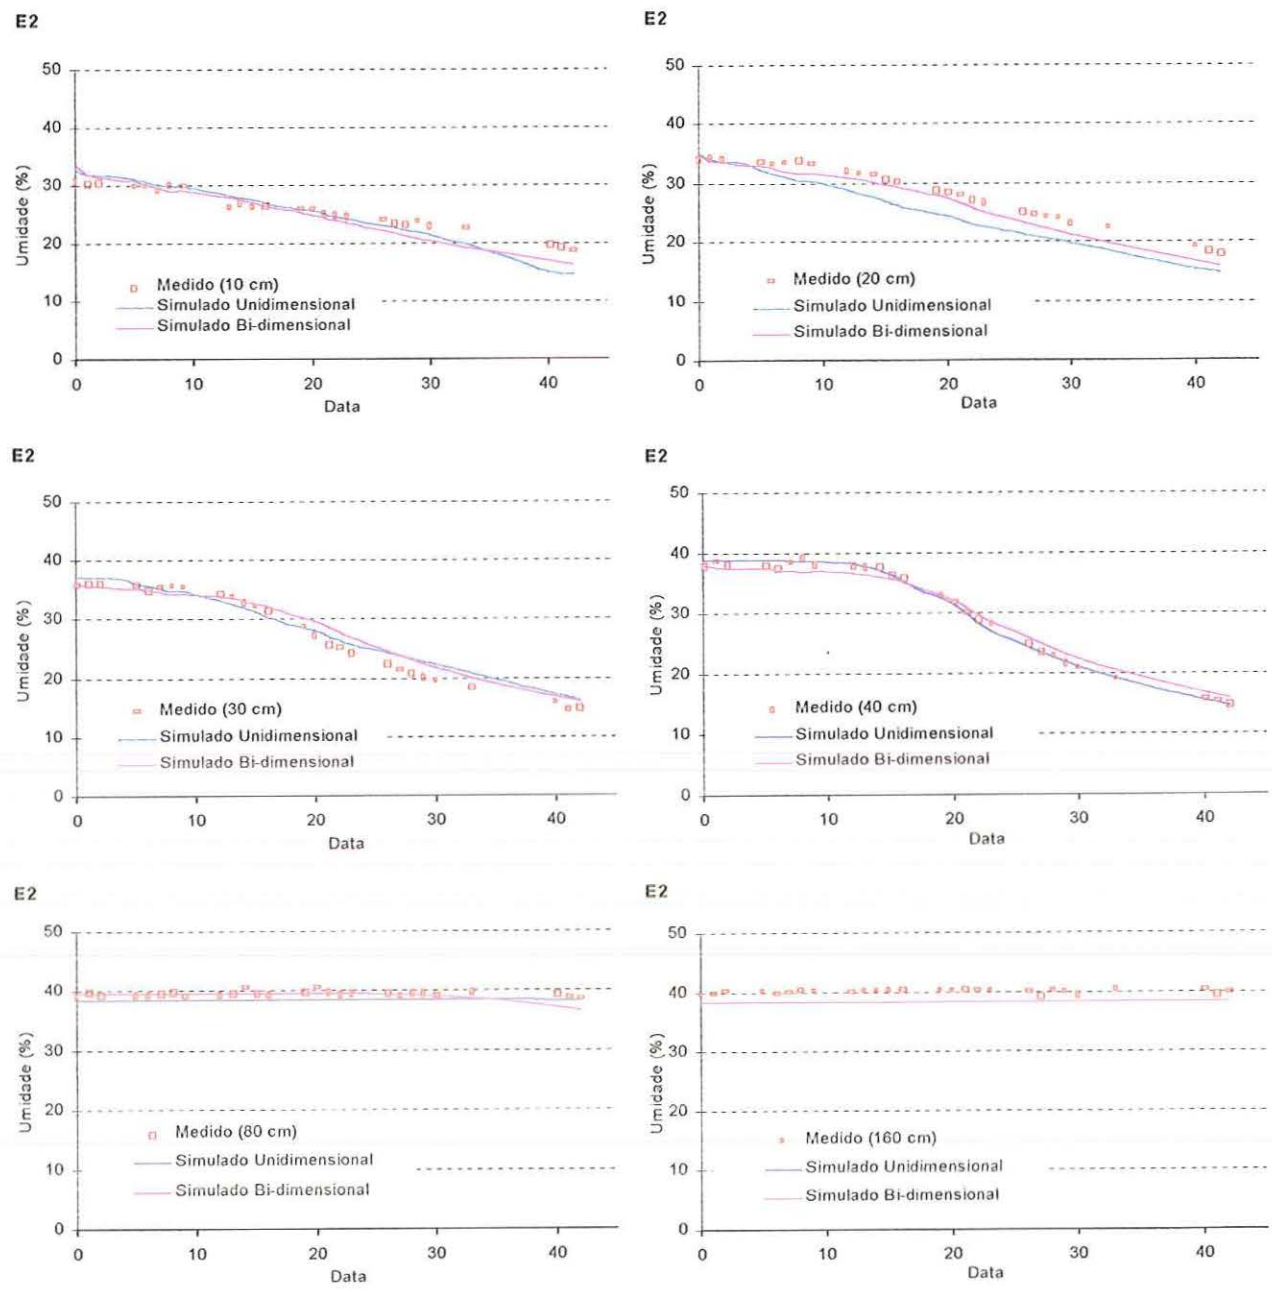 E2
50
40
30
20
10
0
Umidade (%)
Medido (10 cm)
Simulado Unidimensional
Simulado Bi-dimensional
0 10 20 30 40
Data
E2
50
40
30
20
10
0
Umidade (%)
Medido (20 cm)
Simulado Unidimensional
Simulado Bi-dimensional
0 10 20 30 40
Data
E2
50
40
30
20
10
0
Umidade (%)
Medido (30 cm)
Simulado Unidimensional
Simulado Bi-dimensional
0 10 20 30 40
Data
E2
50
40
30
20
10
0
Umidade (%)
Medido (40 cm)
Simulado Unidimensional
Simulado Bi-dimensional
0 10 20 30 40
Data
E2
50
40
30
20
10
0
Umidade (%)
Medido (80 cm)
Simulado Unidimensional
Simulado Bi-dimensional
0 10 20 30 40
Data
E2
50
40
30
20
10
0
Umidade (%)
Medido (160 cm)
Simulado Unidimensional
Simulado Bi-dimensional
0 10 20 30 40
Data